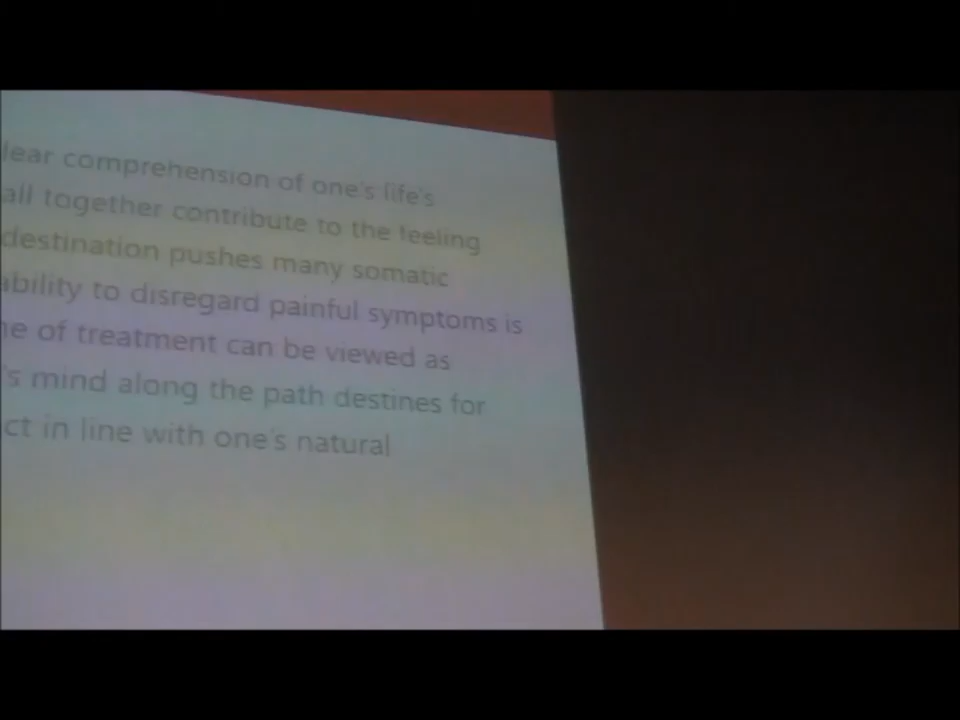 lear comprehension of one's life's
all together contribute to the feeling
destination pushes many somatic
ability to disregard painful symptoms is
ne of treatment can be viewed as
's mind along the path destines for
ct in line with one's natural